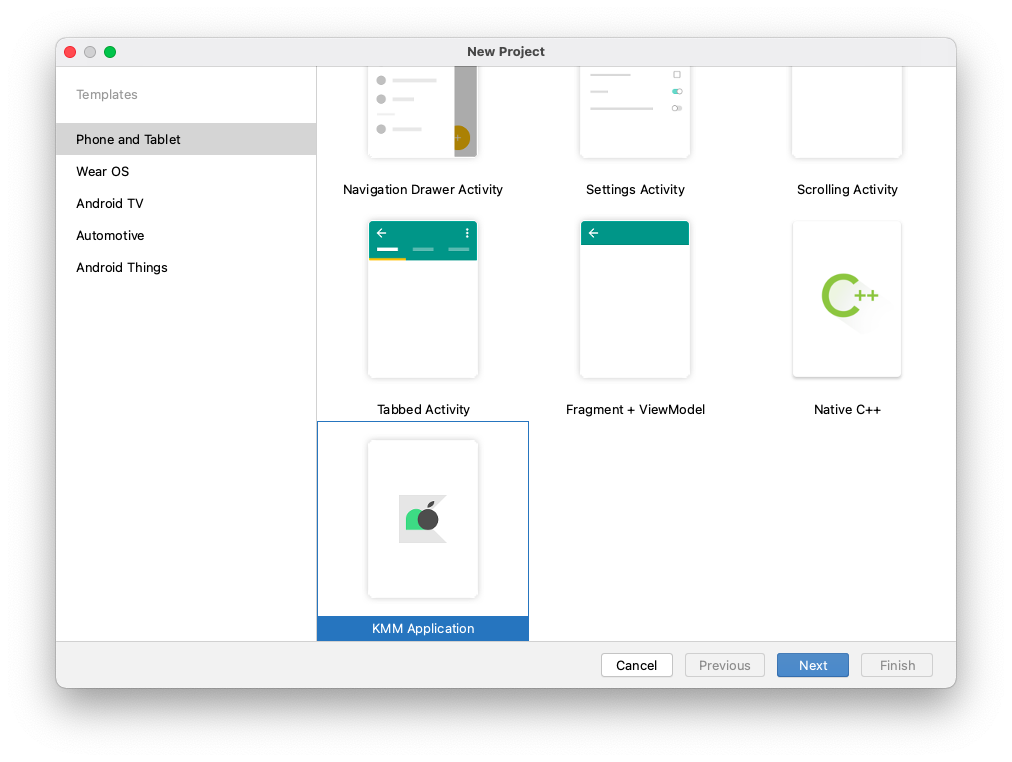 New Project
Templates
Phone and Tablet
Wear OS
Android TV
Automotive
Android Things
Navigation Drawer Activity
Settings Activity
Scrolling Activity
Tabbed Activity
Fragment + ViewModel
C++
Native C++
KMM Application
Cancel
Previous
Next
Finish